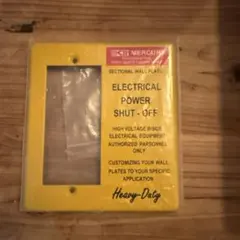 MERCURY
SECTIONAL WALL PLATE
ELECTRICAL
POWER
SHUT - OFF
HIGH VOLTAGE INSIDE
ELECTRICAL EQUIPMENT
AUTHORIZED PERSONNEL
ONLY
CUSTOMIZING YOUR WALL
PLATES TO YOUR SPECIFIC
APPLICATION
Heavy-Duty